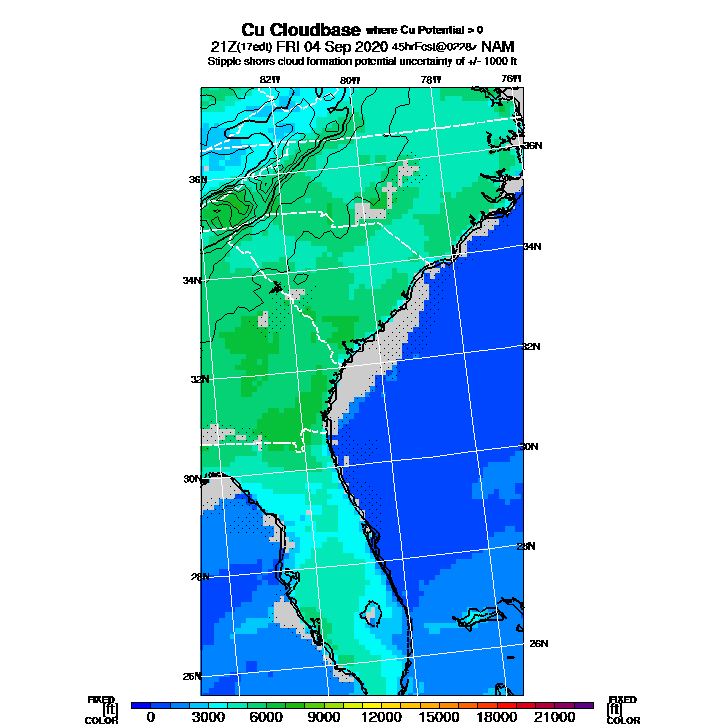 Cu Cloudbase where Cu Potential > 0
21Z(17edt) FRI 04 Sep 2020 45hrFcst@0228z NAM
Stipple shows cloud formation potential uncertainty of +/- 1000 ft
82W 80W 78W 76W
36N
36N
34N
34N
32N
32N
30N
30N
28N
28N
26N
26N
FIXED FIXED
[ft] [ft]
COLOR 0 3000 6000 9000 12000 15000 18000 21000 COLOR